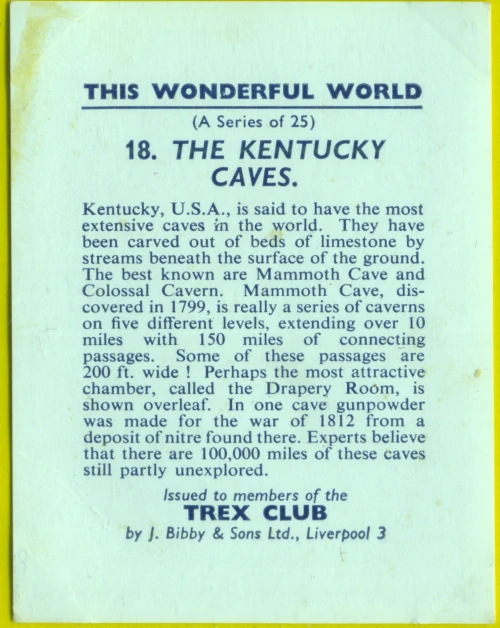 THIS WONDERFUL WORLD
(A Series of 25)
18. THE KENTUCKY
CAVES.
Kentucky, U.S.A., is said to have the most
extensive caves in the world. They have
been carved out of beds of limestone by
streams beneath the surface of the ground.
The best known are Mammoth Cave and
Colossal Cavern. Mammoth Cave, dis-
covered in 1799, is really a series of caverns
on five different levels, extending over 10
miles with 150 miles of connecting
passages. Some of these passages are
200 ft. wide ! Perhaps the most attractive
chamber, called the Drapery Room, is
shown overleaf. In one cave gunpowder
was made for the war of 1812 from a
deposit of nitre found there. Experts believe
that there are 100,000 miles of these caves
still partly unexplored.
Issued to members of the
TREX CLUB
by J. Bibby & Sons Ltd., Liverpool 3